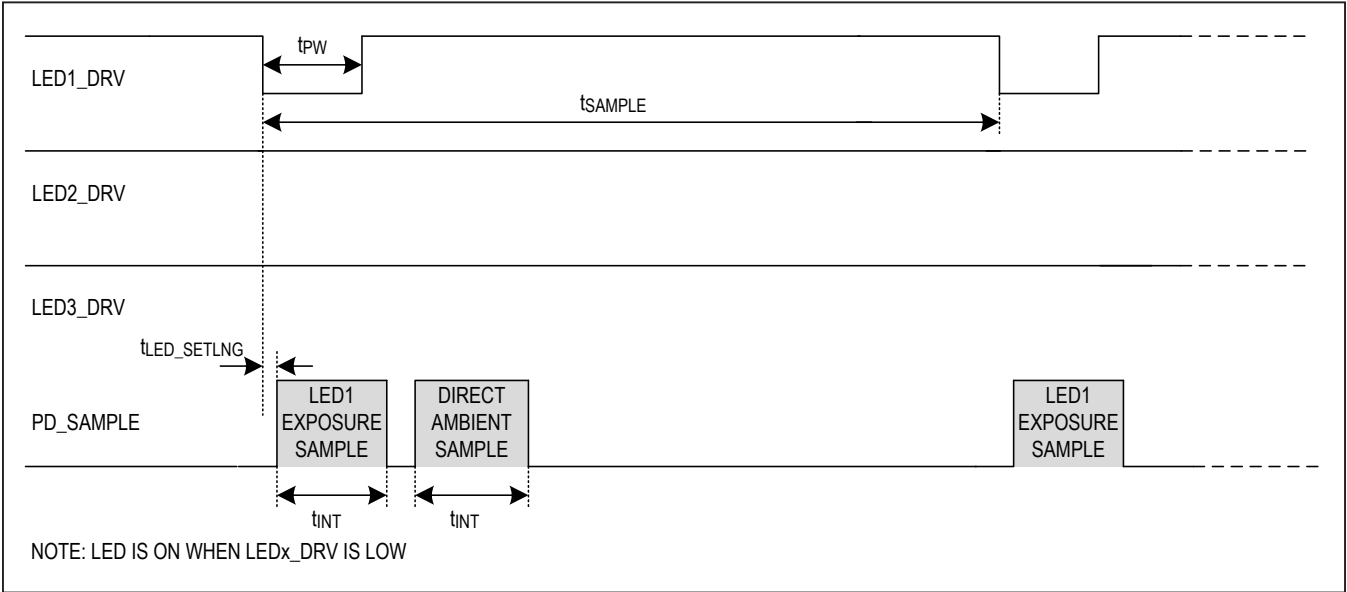 tPW
LED1_DRV
tSAMPLE
LED2_DRV
LED3_DRV
tLED_SETLNG
LED1
EXPOSURE
SAMPLE
DIRECT
AMBIENT
SAMPLE
LED1
EXPOSURE
SAMPLE
PD_SAMPLE
tINT
tINT
NOTE: LED IS ON WHEN LEDx_DRV IS LOW